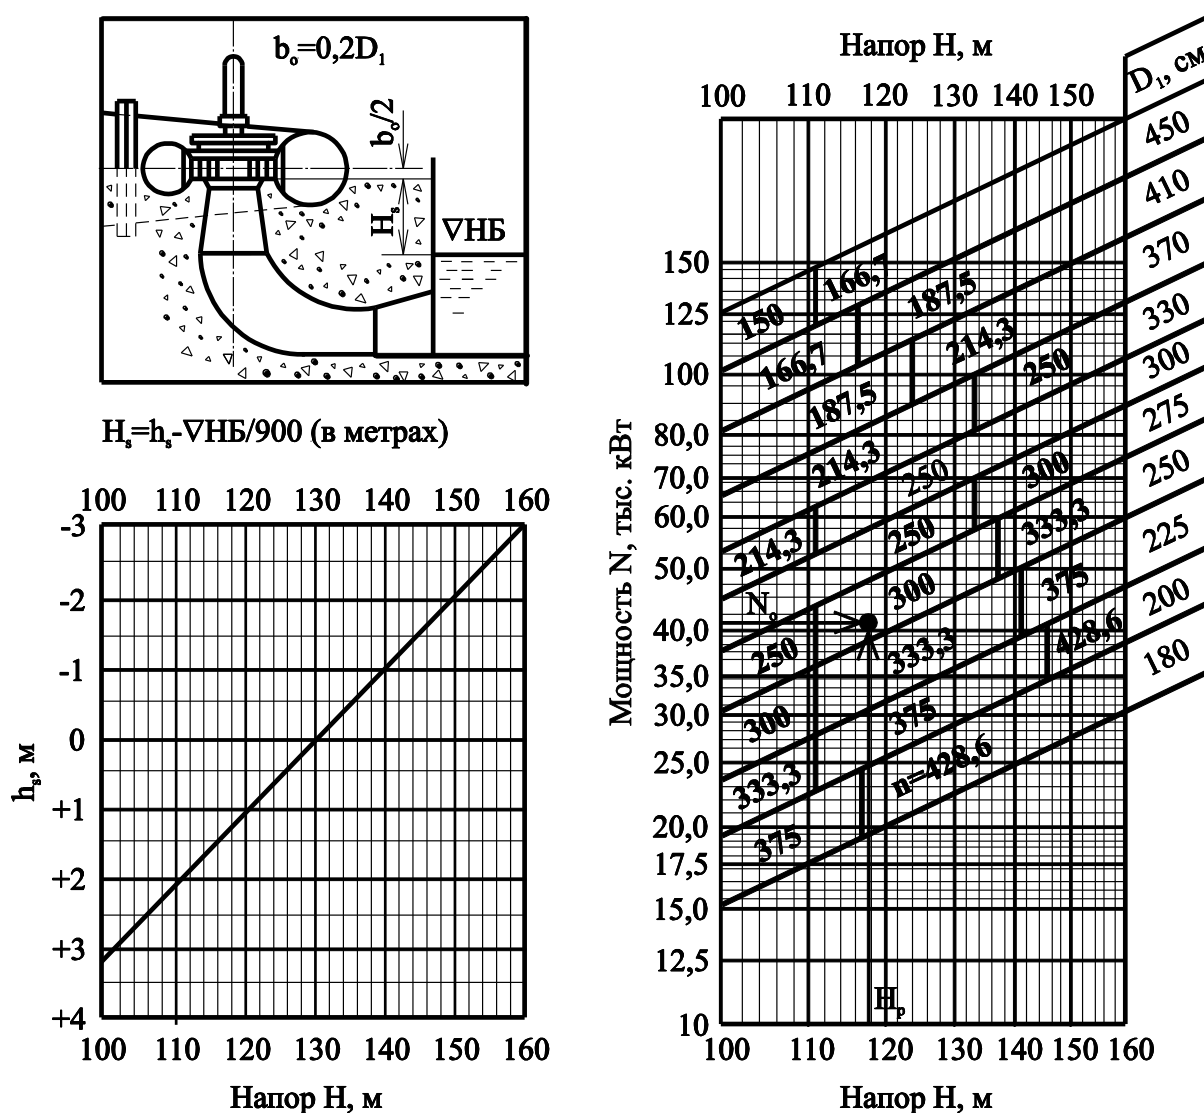 b₀=0,2D₁
b₀/2
Hₛ
∇НБ
Hₛ=hₛ-∇НБ/900 (в метрах)
100 110 120 130 140 150 160
-3
-2
-1
0
+1
+2
+3
+4
hₛ, м
100 110 120 130 140 150 160
Напор Н, м
Напор Н, м
100 110 120 130 140 150
D₁, см
450
410
370
330
300
275
250
225
200
180
Мощность N, тыс. кВт
150
125
100
80,0
70,0
60,0
50,0
40,0
35,0
30,0
25,0
20,0
17,5
15,0
12,5
10
150 166,7
166,7 187,5
187,5 214,3
214,3 250 250
214,3 250 300
250 300 333,3
300 333,3 375
333,3 375 428,6
375 n=428,6
Nₚ
Hₚ
100 110 120 130 140 150 160
Напор Н, м